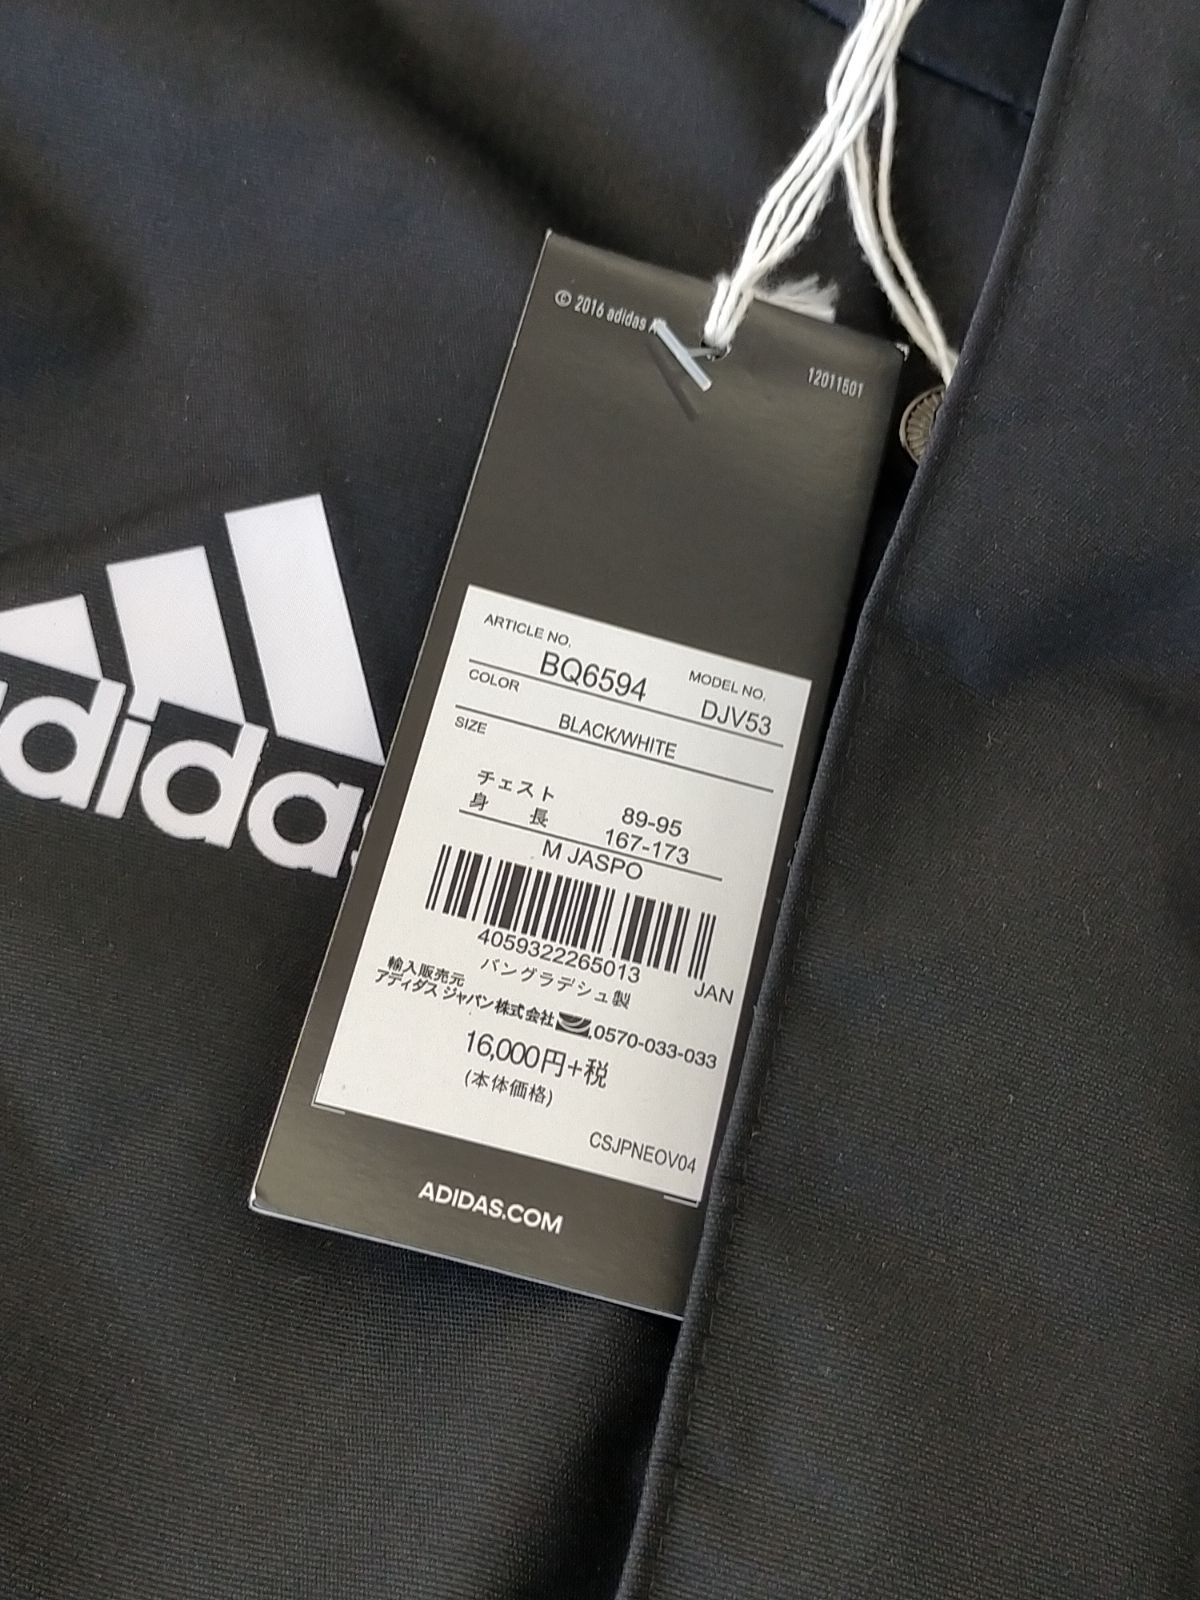 © 2016 adidas
12011501
adidas
ARTICLE NO.
BQ6594
MODEL NO.
DJV53
COLOR
BLACK/WHITE
SIZE
チェスト 89-95
身 長 167-173
M JASPO
4059322265013
JAN
バングラデシュ製
輸入販売元
アディダス ジャパン株式会社 0570-033-033
16,000円+税
(本体価格)
CSJPNEOV04
ADIDAS.COM